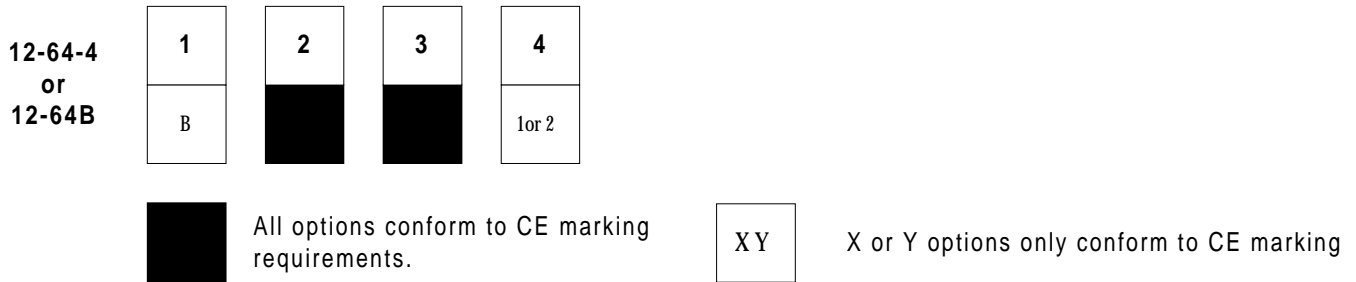 12-64-4
or
12-64B
1 2 3 4
B 1or 2
All options conform to CE marking
requirements.
X Y
X or Y options only conform to CE marking